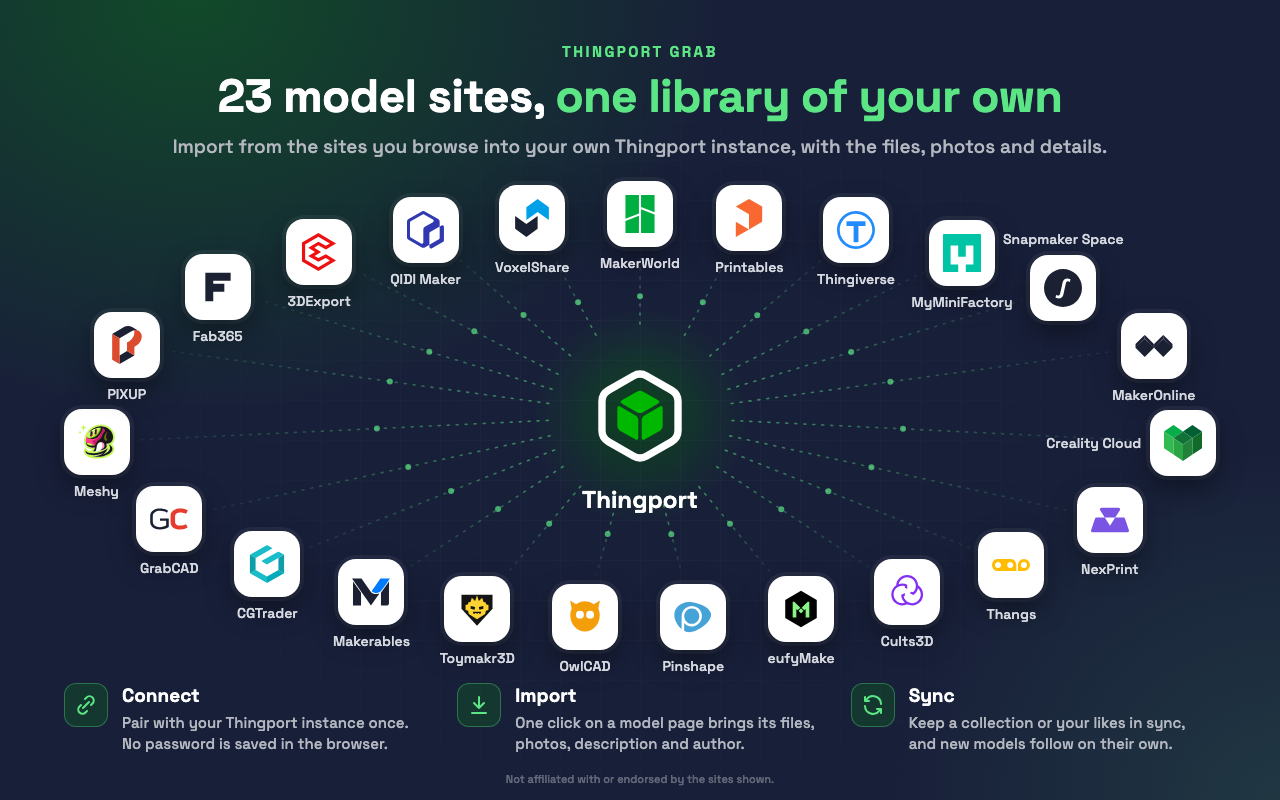 THINGPORT GRAB
23 model sites, one library of your own
Import from the sites you browse into your own Thingport instance, with the files, photos and details.
MakerWorld
VoxelShare
Printables
QIDI Maker
Thingiverse
3DExport
MyMiniFactory
Snapmaker Space
Fab365
PIXUP
MakerOnline
Meshy
Creality Cloud
GC
GrabCAD
NexPrint
CGTrader
Thangs
Makerables
Cults3D
Toymakr3D
eufyMake
OwlCAD
Pinshape
Thingport
Connect
Pair with your Thingport instance once.
No password is saved in the browser.
Import
One click on a model page brings its files,
photos, description and author.
Sync
Keep a collection or your likes in sync,
and new models follow on their own.
Not affiliated with or endorsed by the sites shown.